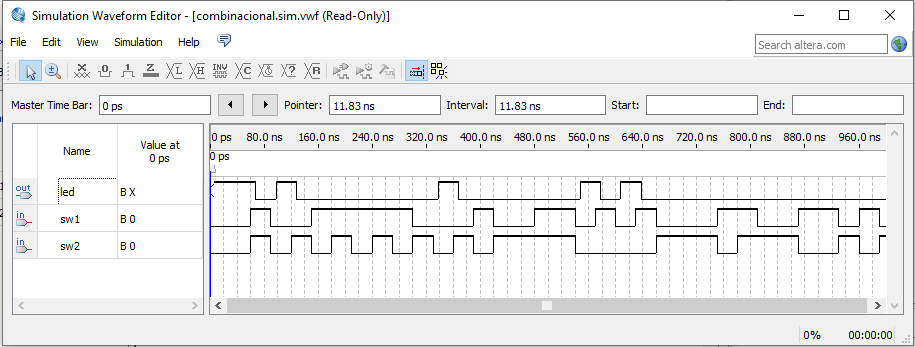 Simulation Waveform Editor - [combinacional.sim.vwf (Read-Only)]
File Edit View Simulation Help Search altera.com
Master Time Bar: 0 ps Pointer: 11.83 ns Interval: 11.83 ns Start: End:
Name Value at 0 ps
0 ps 80.0 ns 160.0 ns 240.0 ns 320.0 ns 400.0 ns 480.0 ns 560.0 ns 640.0 ns 720.0 ns 800.0 ns 880.0 ns 960.0 ns
0 ps
out led B X
in sw1 B 0
in sw2 B 0
0% 00:00:00